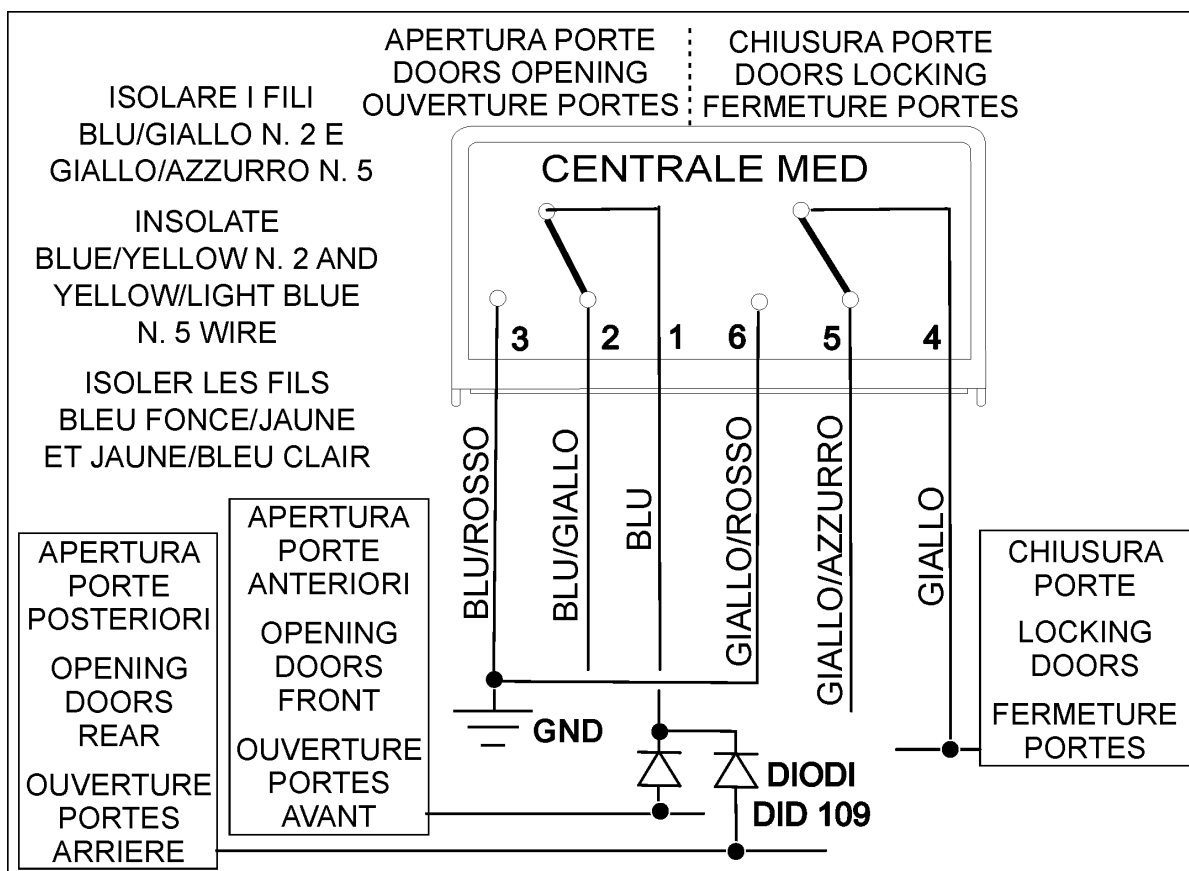 APERTURA PORTE
DOORS OPENING
OUVERTURE PORTES
CHIUSURA PORTE
DOORS LOCKING
FERMETURE PORTES
ISOLARE I FILI
BLU/GIALLO N. 2 E
GIALLO/AZZURRO N. 5
INSOLATE
BLUE/YELLOW N. 2 AND
YELLOW/LIGHT BLUE
N. 5 WIRE
ISOLER LES FILS
BLEU FONCE/JAUNE
ET JAUNE/BLEU CLAIR
CENTRALE MED
3 2 1 6 5 4
BLU/ROSSO
BLU/GIALLO
BLU
GIALLO/ROSSO
GIALLO/AZZURRO
GIALLO
APERTURA
PORTE
POSTERIORI
OPENING
DOORS
REAR
OUVERTURE
PORTES
ARRIERE
APERTURA
PORTE
ANTERIORI
OPENING
DOORS
FRONT
OUVERTURE
PORTES
AVANT
GND
DIODI
DID 109
CHIUSURA
PORTE
LOCKING
DOORS
FERMETURE
PORTES